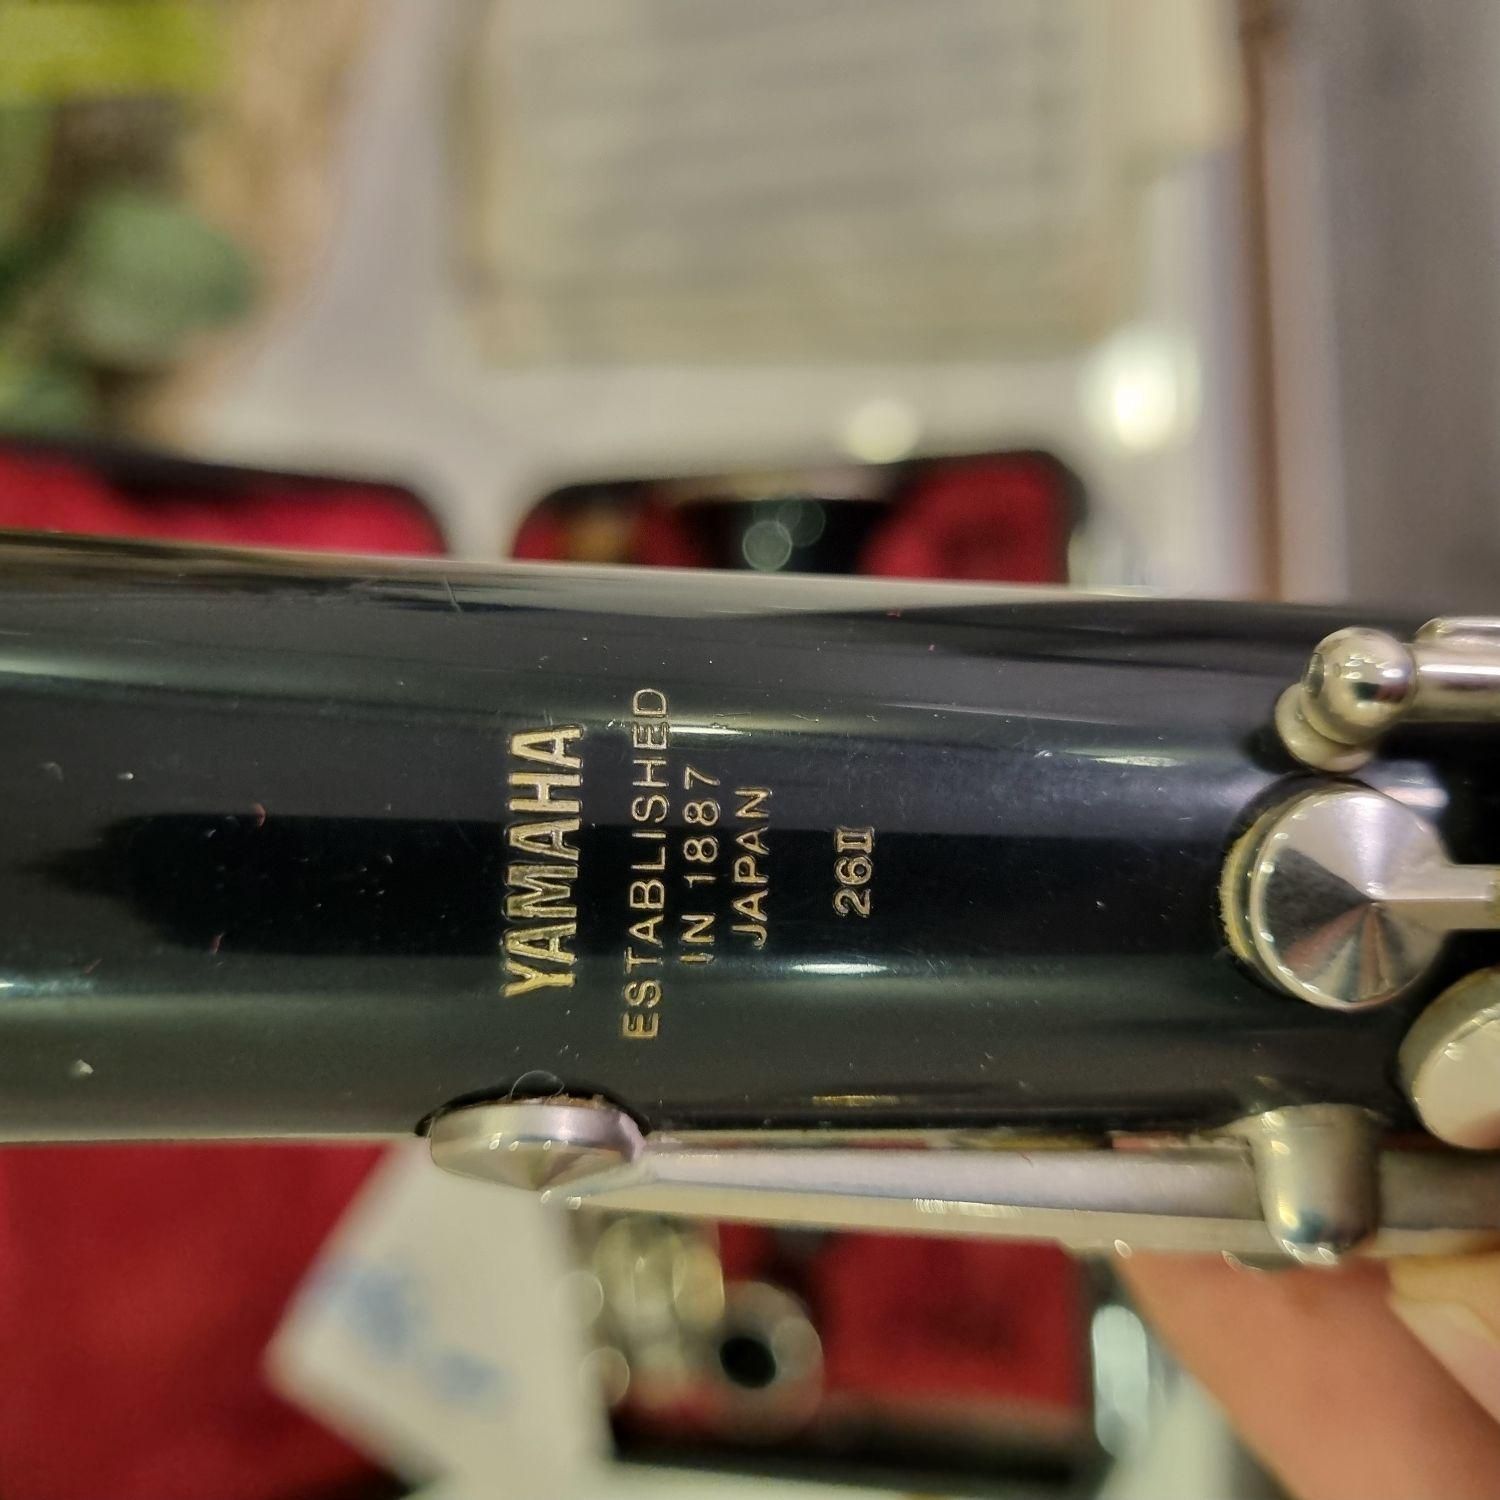 YAMAHA
ESTABLISHED
IN 1887
JAPAN
26II